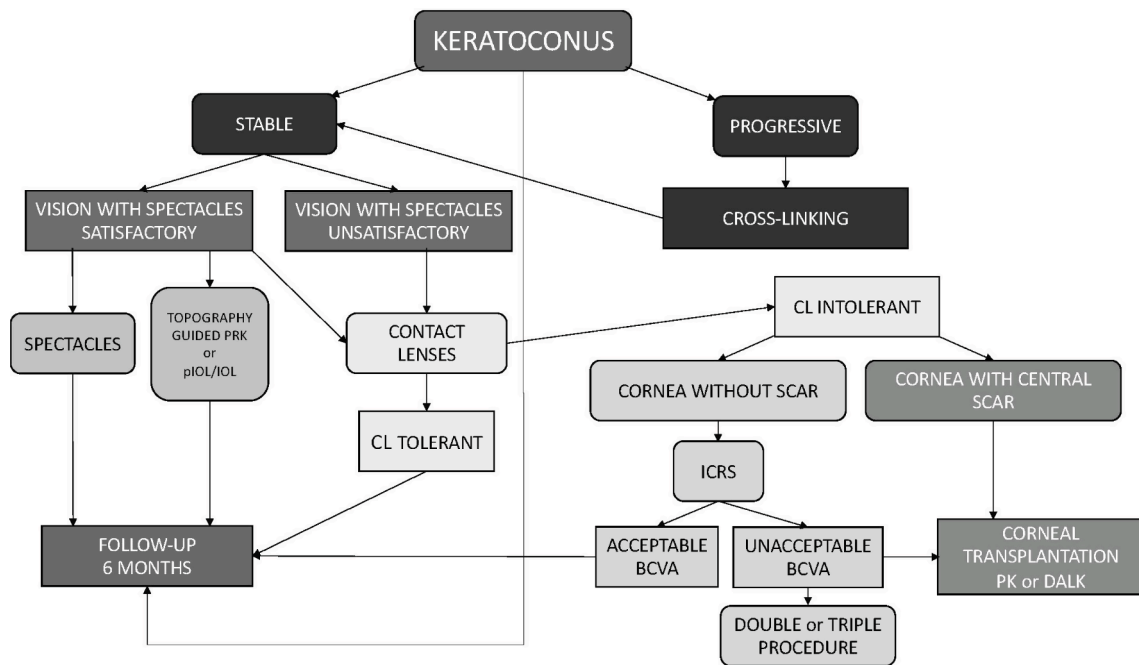 KERATOCONUS
STABLE
PROGRESSIVE
VISION WITH SPECTACLES
SATISFACTORY
VISION WITH SPECTACLES
UNSATISFACTORY
CROSS-LINKING
SPECTACLES
TOPOGRAPHY
GUIDED PRK
or
pIOL/IOL
CONTACT
LENSES
CL INTOLERANT
CORNEA WITHOUT SCAR
CORNEA WITH CENTRAL
SCAR
CL TOLERANT
ICRS
FOLLOW-UP
6 MONTHS
ACCEPTABLE
BCVA
UNACCEPTABLE
BCVA
CORNEAL
TRANSPLANTATION
PK or DALK
DOUBLE or TRIPLE
PROCEDURE